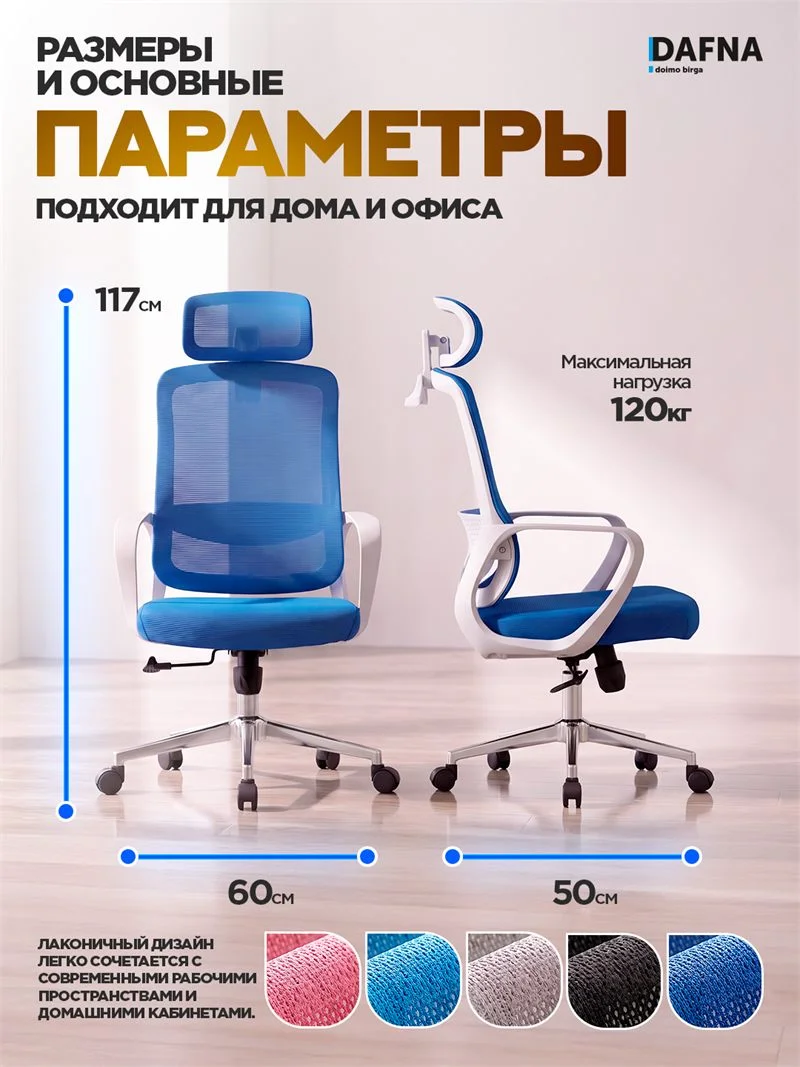 РАЗМЕРЫ
И ОСНОВНЫЕ
ПАРАМЕТРЫ
ПОДХОДИТ ДЛЯ ДОМА И ОФИСА
DAFNA
doimo birga
117см
Максимальная
нагрузка
120кг
60см
50см
ЛАКОНИЧНЫЙ ДИЗАЙН
ЛЕГКО СОЧЕТАЕТСЯ С
СОВРЕМЕННЫМИ РАБОЧИМИ
ПРОСТРАНСТВАМИ И
ДОМАШНИМИ КАБИНЕТАМИ.